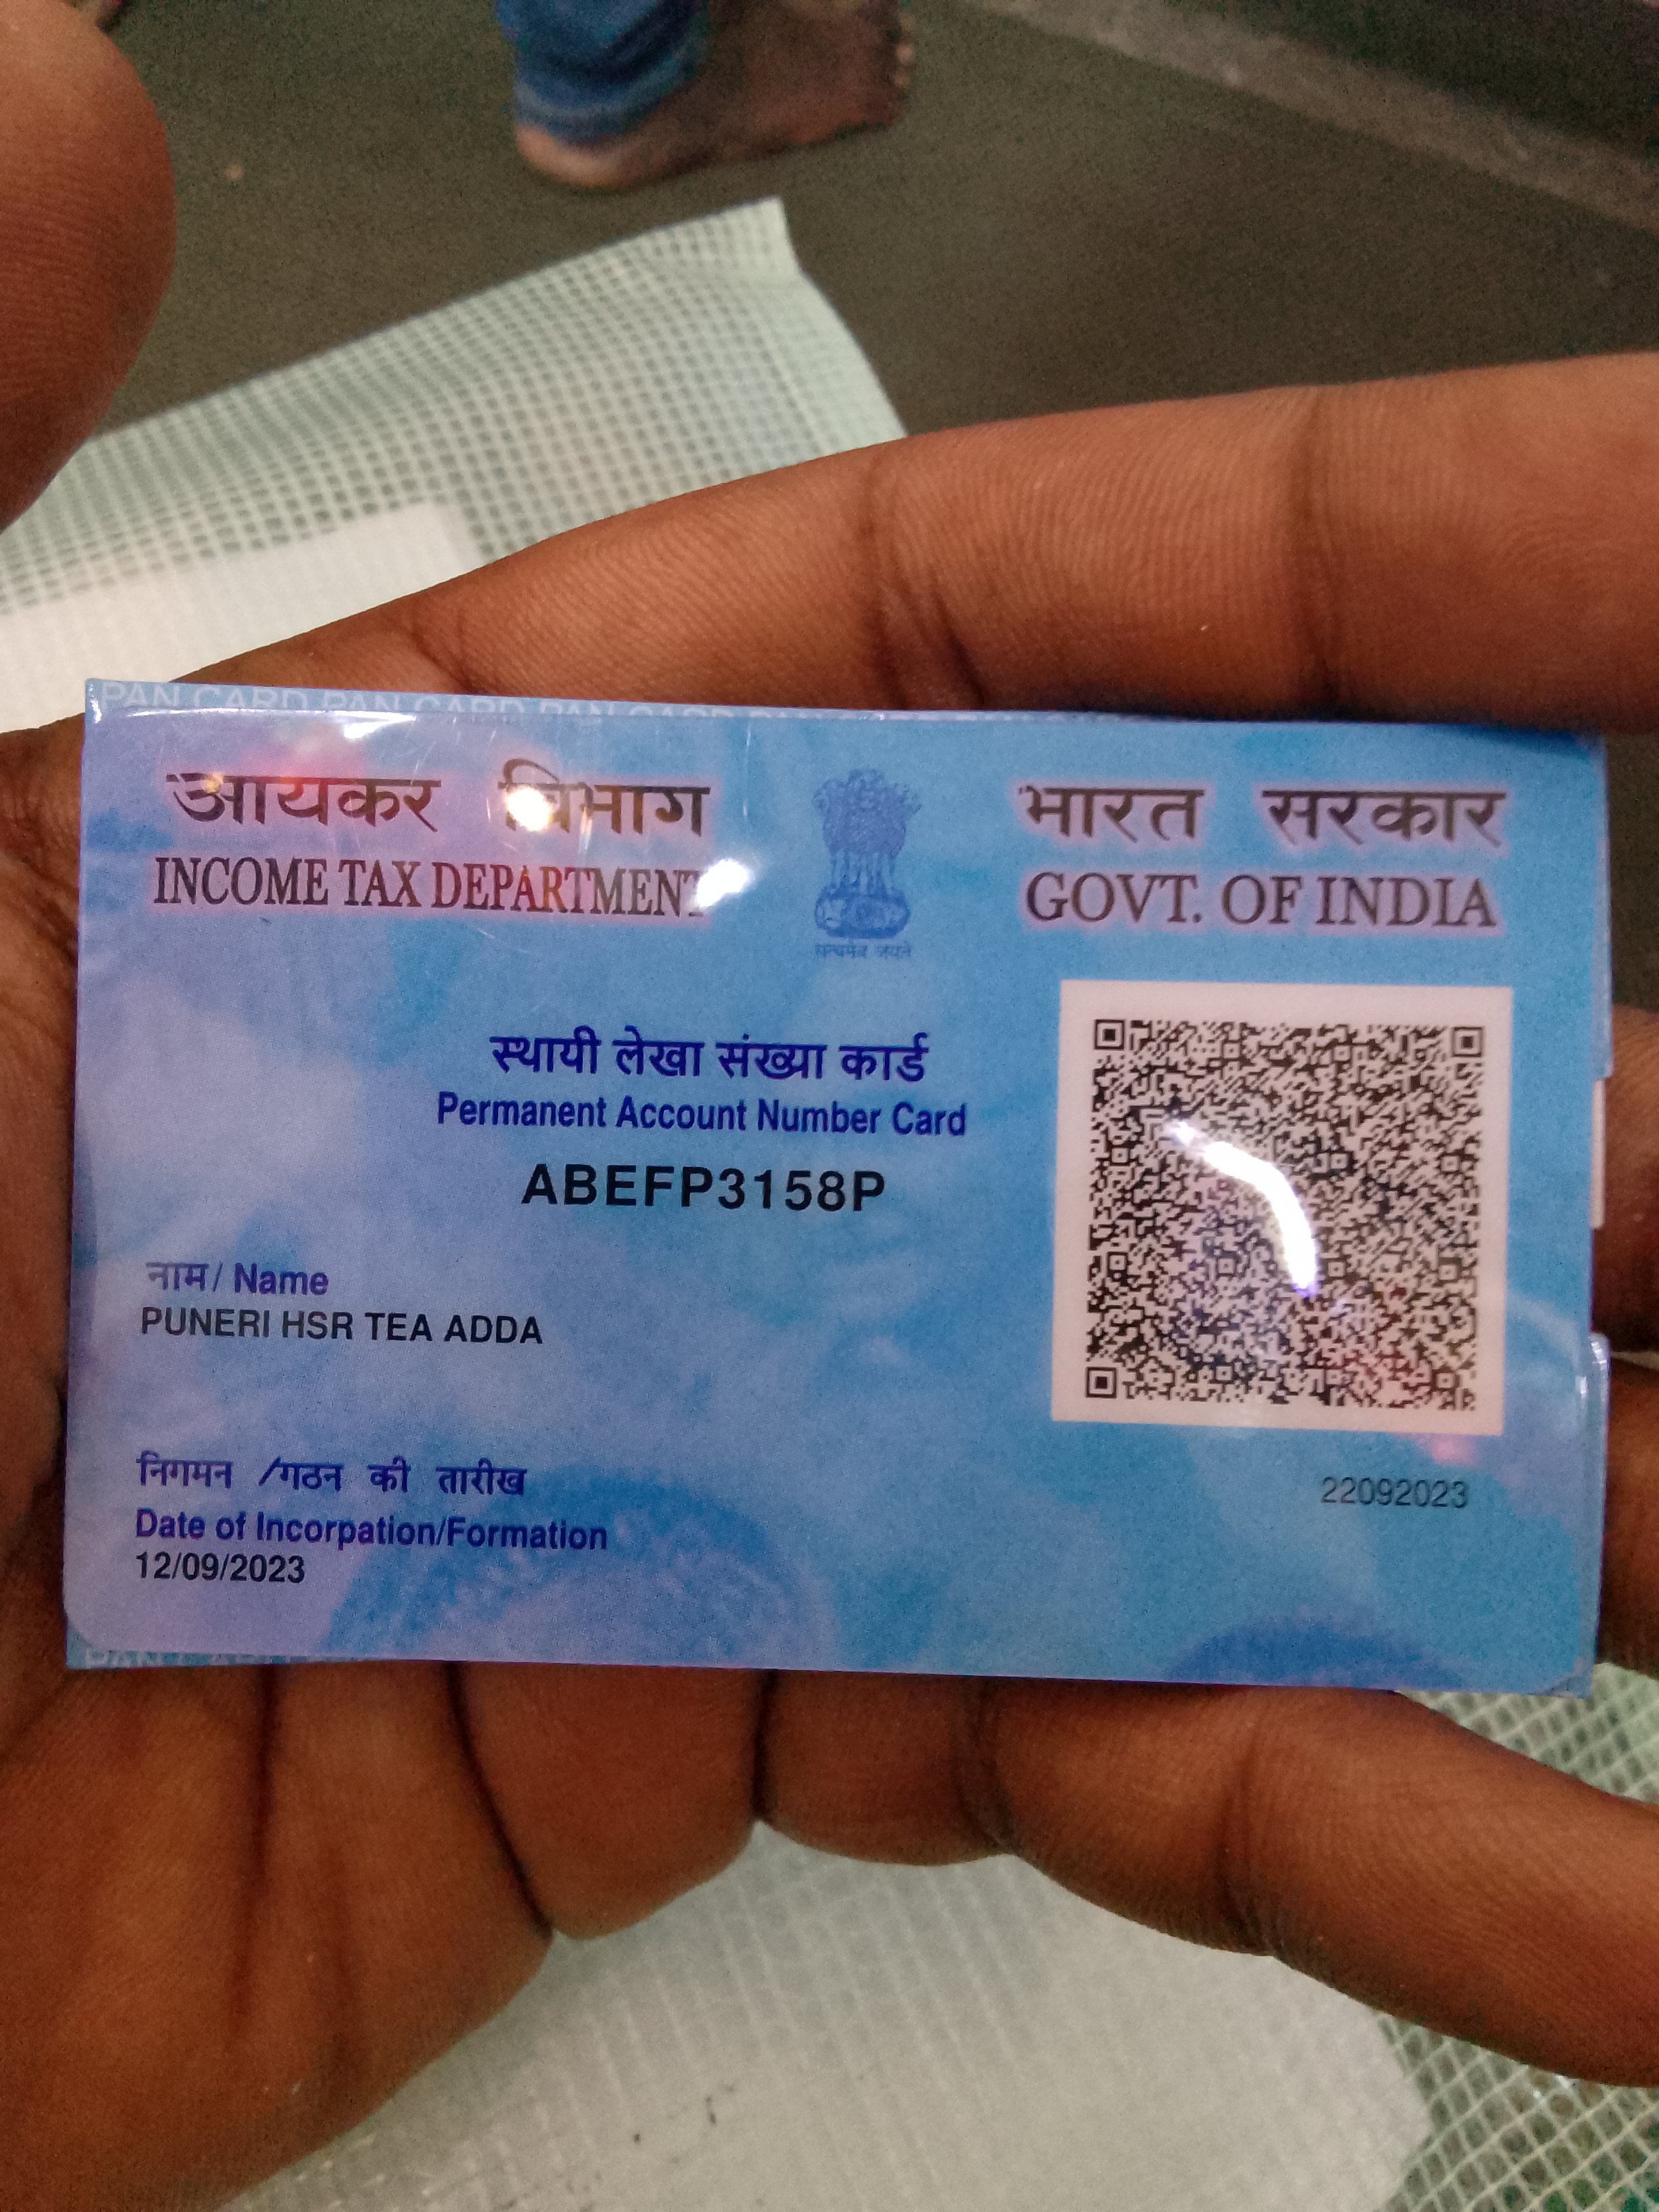 PAN CARD PAN CARD PAN CARD PAN CARD
आयकर विभाग
INCOME TAX DEPARTMENT
सत्यमेव जयते
भारत सरकार
GOVT. OF INDIA
स्थायी लेखा संख्या कार्ड
Permanent Account Number Card
ABEFP3158P
नाम/ Name
PUNERI HSR TEA ADDA
निगमन /गठन की तारीख
Date of Incorpation/Formation
12/09/2023
22092023